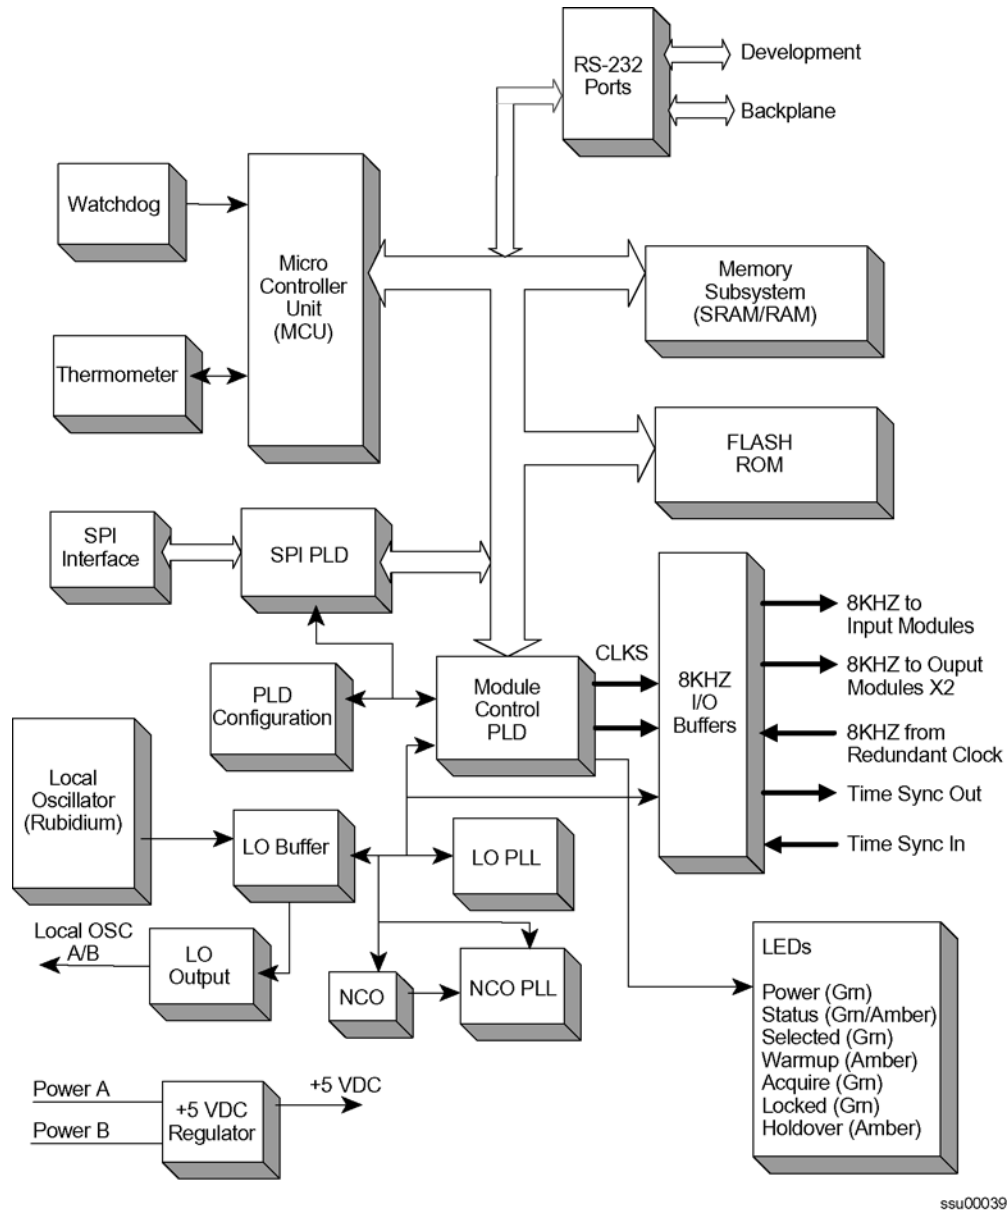 RS-232
Ports
Development
Backplane
Watchdog
Micro
Controller
Unit
(MCU)
Memory
Subsystem
(SRAM/RAM)
Thermometer
FLASH
ROM
SPI
Interface
SPI PLD
8KHZ to
Input Modules
CLKS
8KHZ
I/O
Buffers
8KHZ to Ouput
Modules X2
PLD
Configuration
Module
Control
PLD
8KHZ from
Redundant Clock
Local
Oscillator
(Rubidium)
Time Sync Out
LO Buffer
LO PLL
Time Sync In
Local OSC
A/B
LO
Output
NCO
NCO PLL
LEDs
Power (Grn)
Status (Grn/Amber)
Selected (Grn)
Warmup (Amber)
Acquire (Grn)
Locked (Grn)
Holdover (Amber)
Power A
Power B
+5 VDC
Regulator
+5 VDC
ssu00039